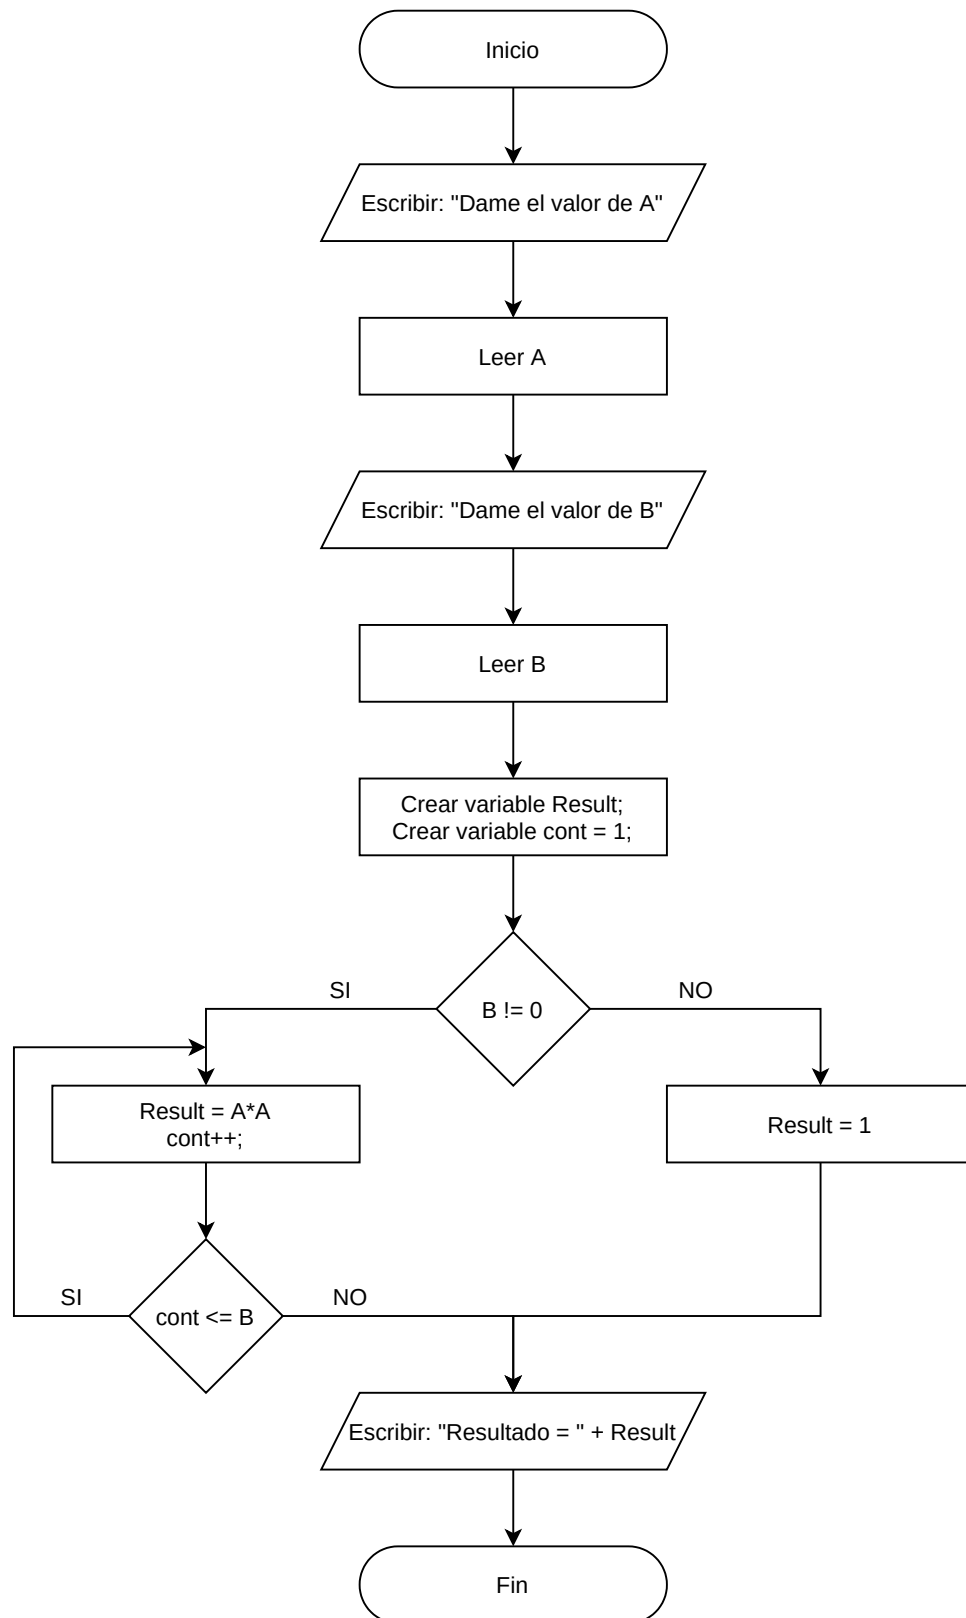 Inicio
Escribir: "Dame el valor de A"
Leer A
Escribir: "Dame el valor de B"
Leer B
Crear variable Result;
Crear variable cont = 1;
B != 0
SI
NO
Result = A*A
cont++;
Result = 1
cont <= B
SI
NO
Escribir: "Resultado = " + Result
Fin